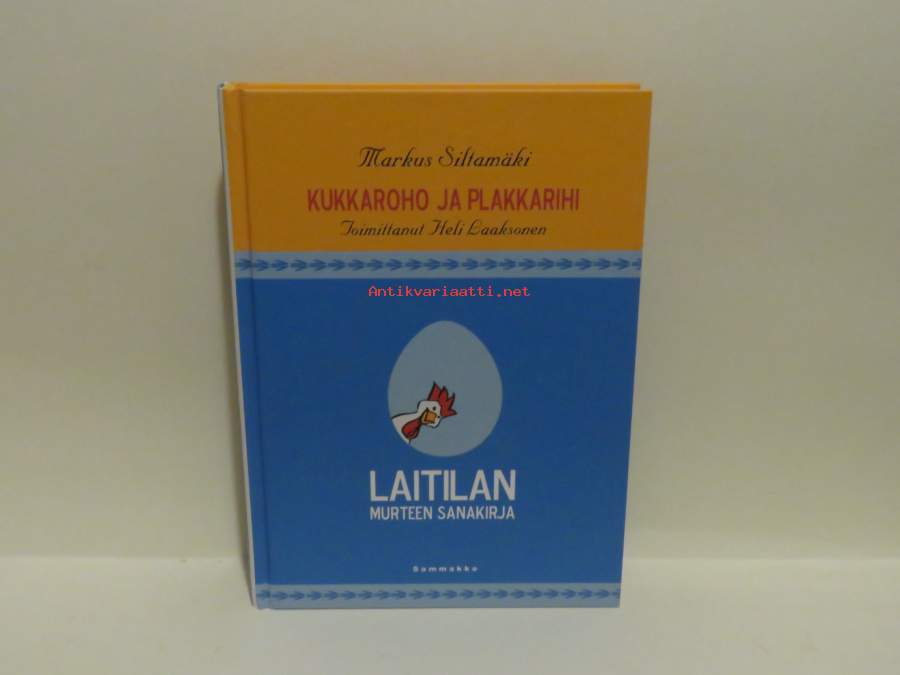 Markus Siltamäki
KUKKAROHO JA PLAKKARIHI
Toimittanut Heli Laaksonen
Antikvariaatti.net
LAITILAN
MURTEEN SANAKIRJA
Sammakko